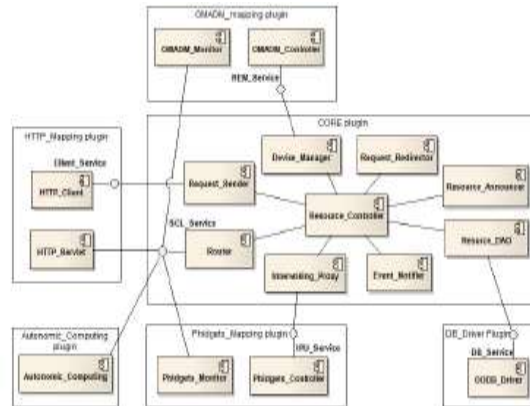 OMADM_mapping plugin
OMADM_Monitor
OMADM_Controller
REM_Service
CORE plugin
HTTP_Mapping plugin
Client_Service
HTTP_Client
HTTP_Servlet
Device_Manager
Request_Redirector
Request_Sender
Resource_Announcer
Resource_Controller
SCL_Service
Router
Resource_DAO
Interworking_Proxy
Event_Notifier
Autonomic_Computing
plugin
Autonomic_Computing
Phidgets_Mapping plugin
IPU_Service
Phidgets_Monitor
Phidgets_Controller
DB_Driver Plugin
DB_Service
OODB_Driver